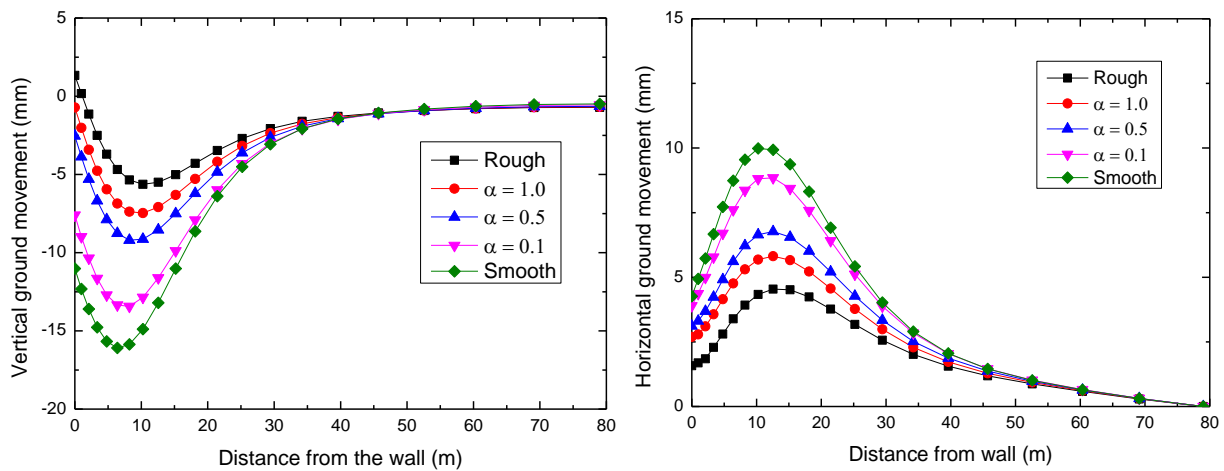 5
0
-5
-10
-15
-20
0 10 20 30 40 50 60 70 80
Vertical ground movement (mm)
Distance from the wall (m)
Rough
α = 1.0
α = 0.5
α = 0.1
Smooth
15
10
5
0
0 10 20 30 40 50 60 70 80
Horizontal ground movement (mm)
Distance from wall (m)
Rough
α = 1.0
α = 0.5
α = 0.1
Smooth